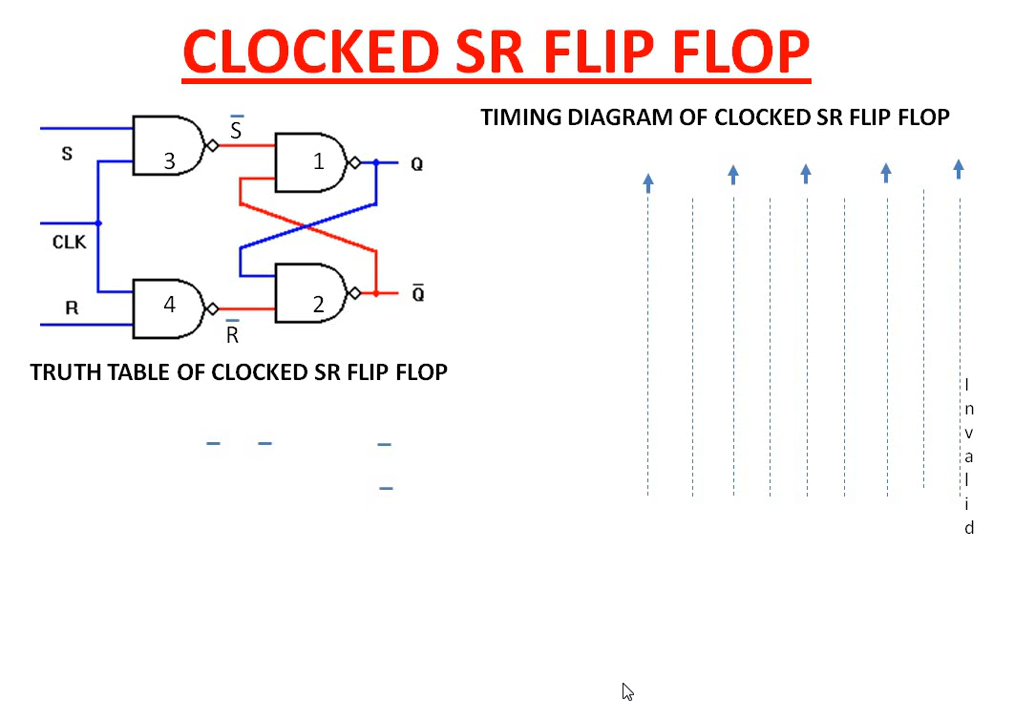 CLOCKED SR FLIP FLOP
TIMING DIAGRAM OF CLOCKED SR FLIP FLOP
S̅
S
3
1
Q
CLK
R
4
2
Q̅
R̅
TRUTH TABLE OF CLOCKED SR FLIP FLOP
I
n
v
a
l
i
d